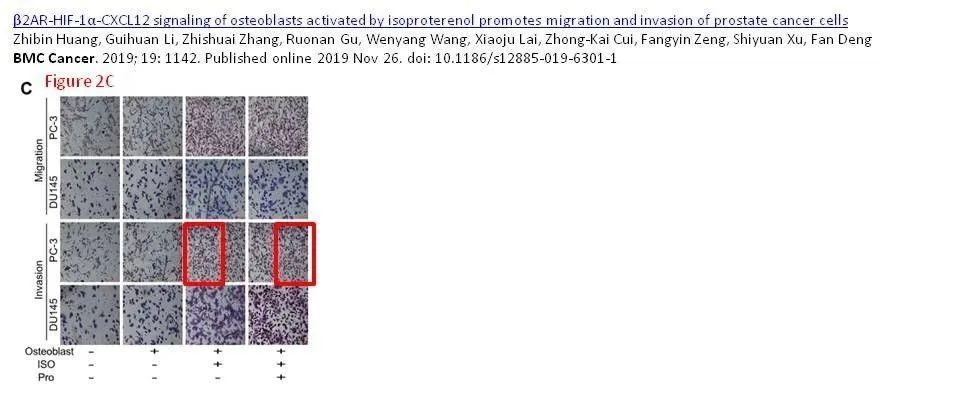 β2AR-HIF-1α-CXCL12 signaling of osteoblasts activated by isoproterenol promotes migration and invasion of prostate cancer cells
Zhibin Huang, Guihuan Li, Zhishuai Zhang, Ruonan Gu, Wenyang Wang, Xiaoju Lai, Zhong-Kai Cui, Fangyin Zeng, Shiyuan Xu, Fan Deng
BMC Cancer. 2019; 19: 1142. Published online 2019 Nov 26. doi: 10.1186/s12885-019-6301-1
C Figure 2C
Migration
PC-3
DU145
Invasion
PC-3
DU145
Osteoblast - + + +
ISO - - + +
Pro - - - +